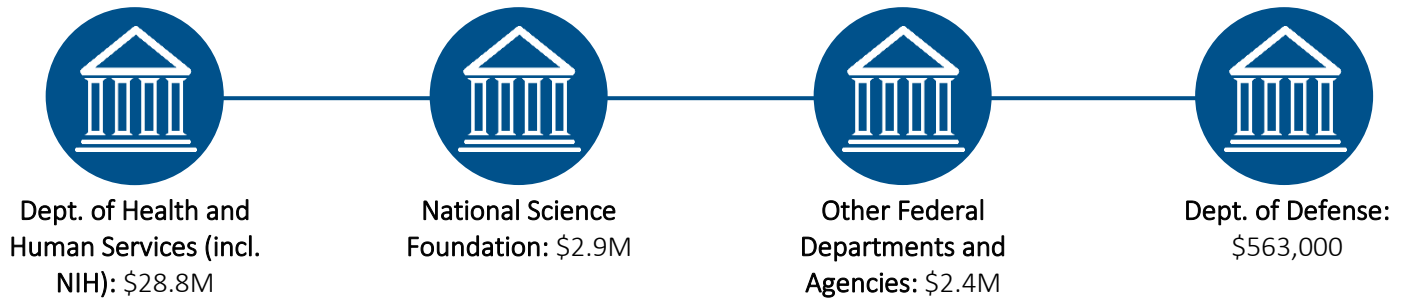 Dept. of Health and
Human Services (incl.
NIH): $28.8M
National Science
Foundation: $2.9M
Other Federal
Departments and
Agencies: $2.4M
Dept. of Defense:
$563,000